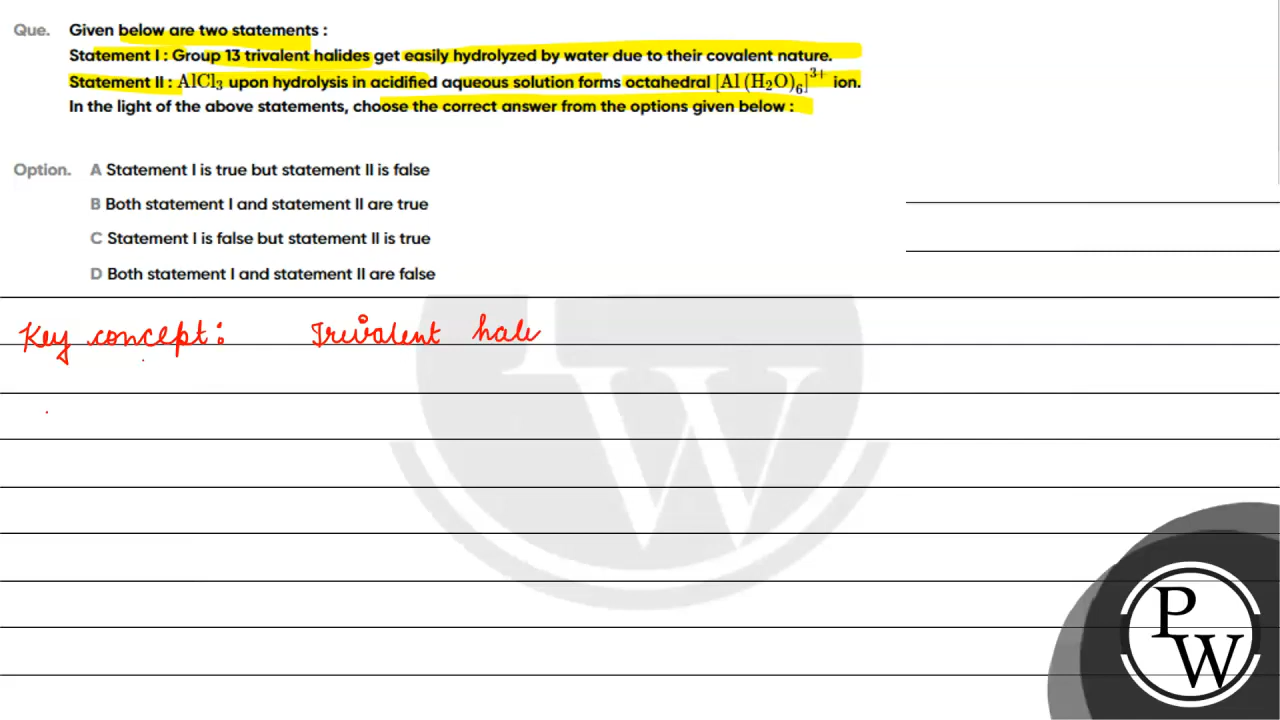 Que. Given below are two statements :
Statement I : Group 13 trivalent halides get easily hydrolyzed by water due to their covalent nature.
Statement II : AlCl₃ upon hydrolysis in acidified aqueous solution forms octahedral [Al(H₂O)₆]³⁺ ion.
In the light of the above statements, choose the correct answer from the options given below :
Option. A Statement I is true but statement II is false
B Both statement I and statement II are true
C Statement I is false but statement II is true
D Both statement I and statement II are false
Key concept: Trivalent hale
P
W